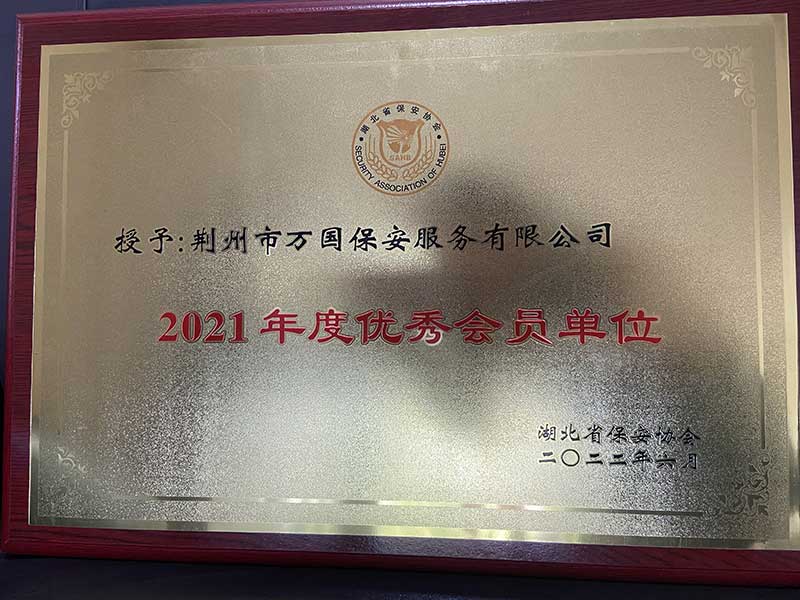 湖北省保安协会
SAHB
SECURITY ASSOCIATION OF HUBEI
授予:荆州市万国保安服务有限公司
2021年度优秀会员单位
湖北省保安协会
二〇二二年六月